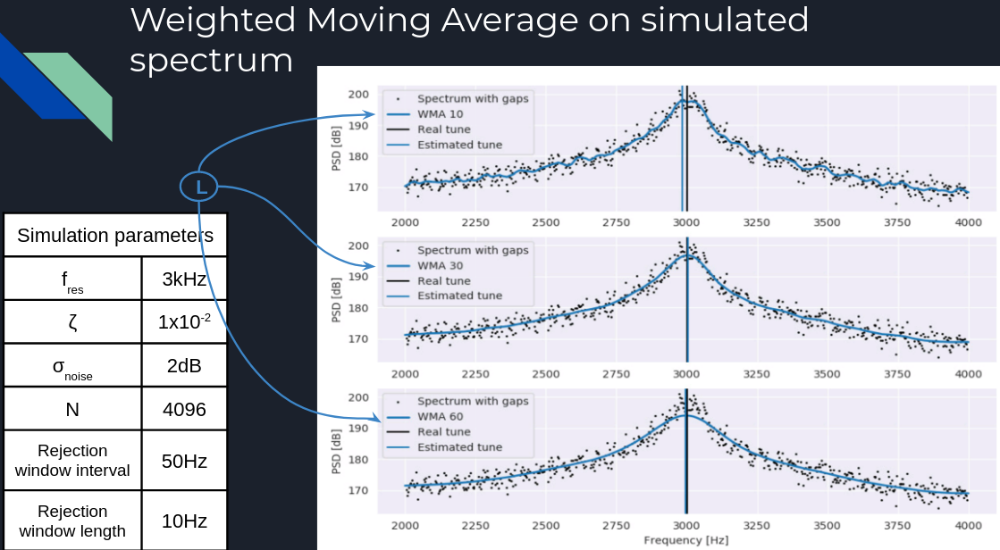 Weighted Moving Average on simulated
spectrum
L
Simulation parameters
f_res 3kHz
ζ 1x10^-2
σ_noise 2dB
N 4096
Rejection
window interval 50Hz
Rejection
window length 10Hz
200
190
180
170
PSD [dB]
Spectrum with gaps
WMA 10
Real tune
Estimated tune
2000 2250 2500 2750 3000 3250 3500 3750 4000
200
190
180
170
PSD [dB]
Spectrum with gaps
WMA 30
Real tune
Estimated tune
2000 2250 2500 2750 3000 3250 3500 3750 4000
200
190
180
170
PSD [dB]
Spectrum with gaps
WMA 60
Real tune
Estimated tune
2000 2250 2500 2750 3000 3250 3500 3750 4000
Frequency [Hz]